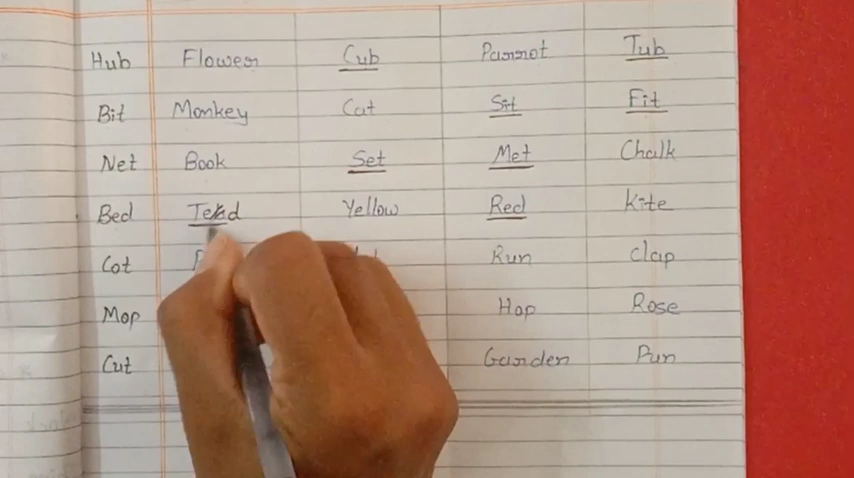 Hub Flower Cub Parrot Tub
Bit Monkey Cat Sit Fit
Net Book Set Met Chalk
Bed Ted Yellow Red Kite
Cot Run Clap
Mop Hop Rose
Cut Garden Pun